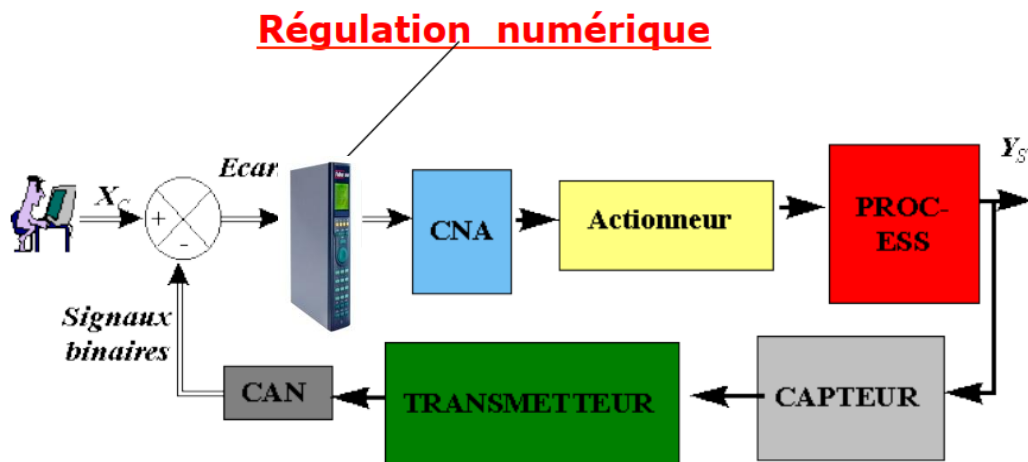 Régulation numérique
Ecar
X_C
+
-
Y_S
CNA
Actionneur
PROC-
ESS
Signaux
binaires
CAN
TRANSMETTEUR
CAPTEUR